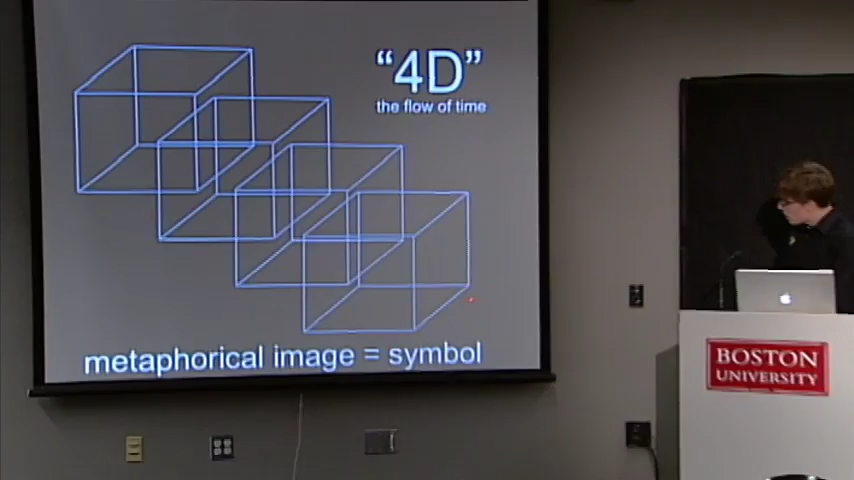 “4D”
the flow of time
metaphorical image = symbol
BOSTON
UNIVERSITY